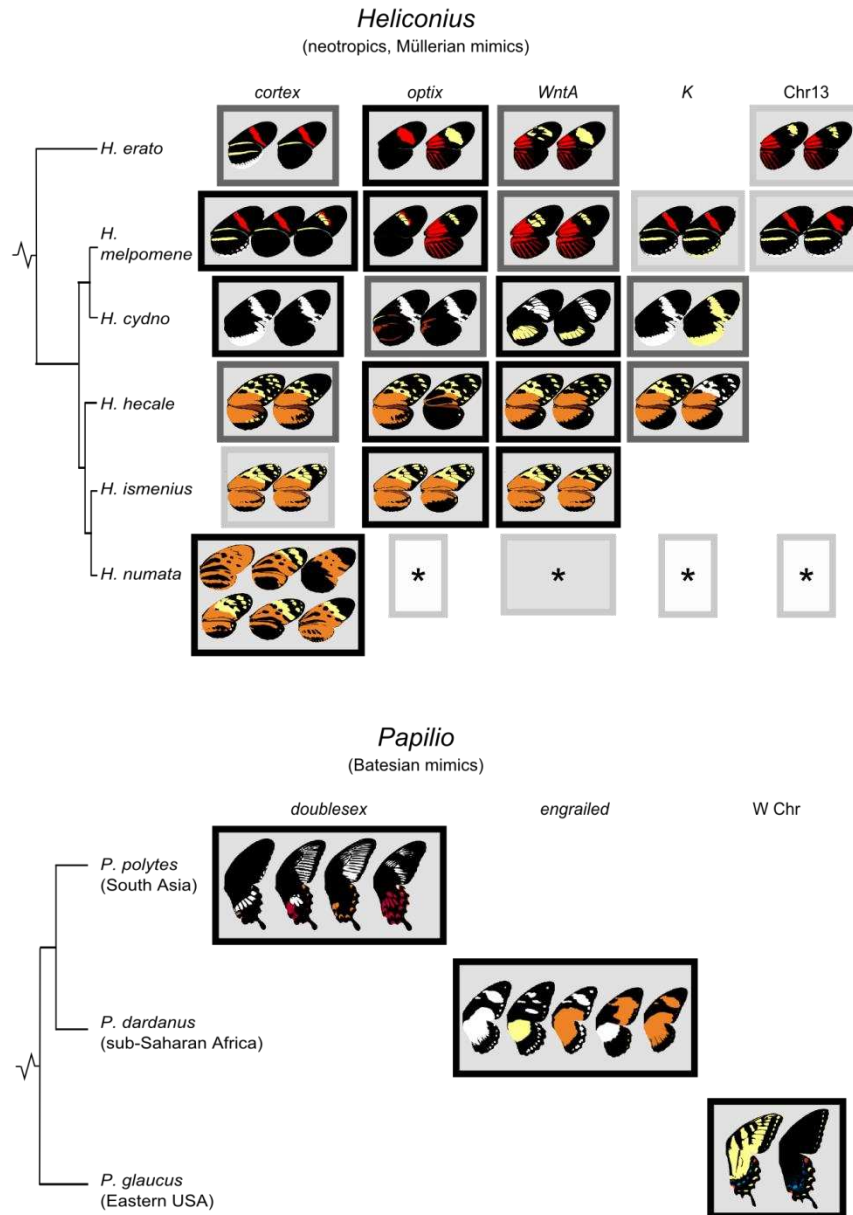 Heliconius
(neotropics, Müllerian mimics)
cortex optix WntA K Chr13
H. erato
H.
melpomene
H. cydno
H. hecale
H. ismenius
H. numata * * * *
Papilio
(Batesian mimics)
doublesex engrailed W Chr
P. polytes
(South Asia)
P. dardanus
(sub-Saharan Africa)
P. glaucus
(Eastern USA)